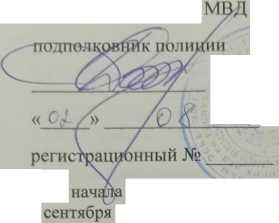 МВД
подполковник полиции
«02» 08
регистрационный №
начала
сентября